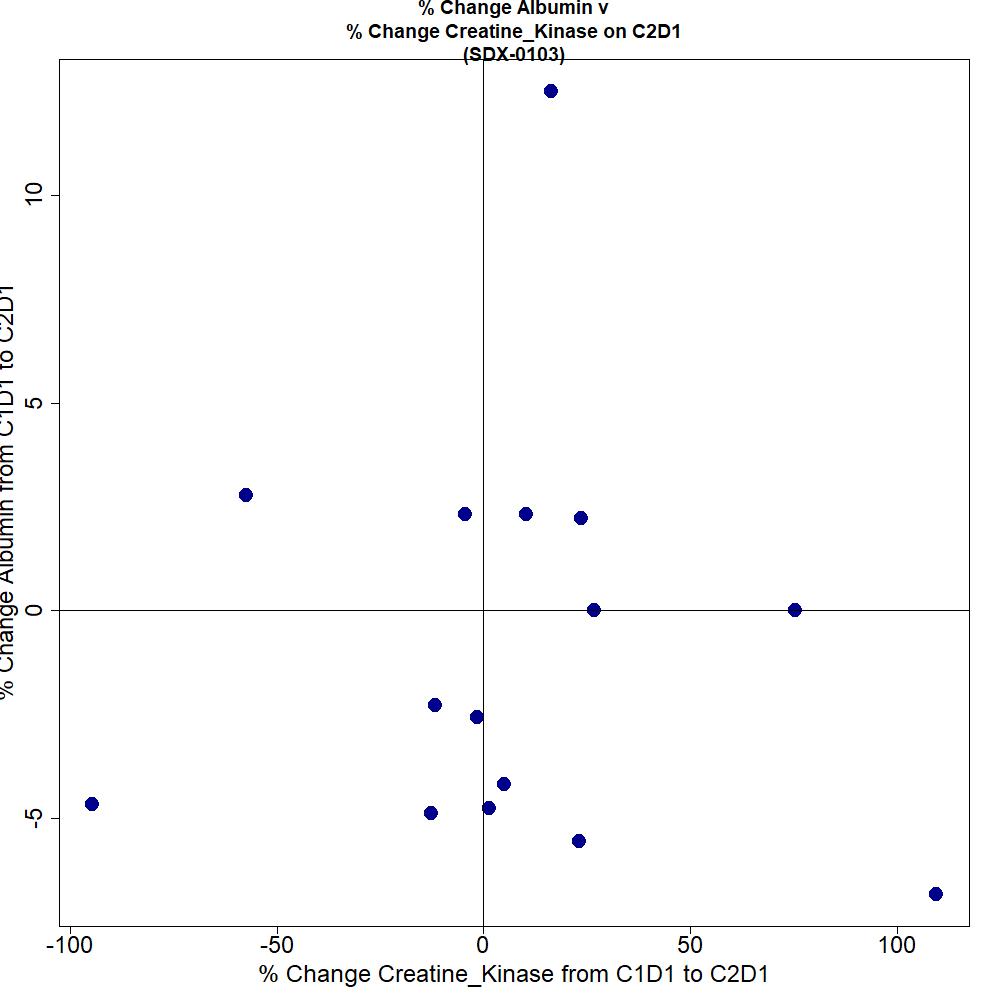 % Change Albumin v
% Change Creatine_Kinase on C2D1
(SDX-0103)
% Change Albumin from C1D1 to C2D1
10
5
0
-5
-100
-50
0
50
100
% Change Creatine_Kinase from C1D1 to C2D1